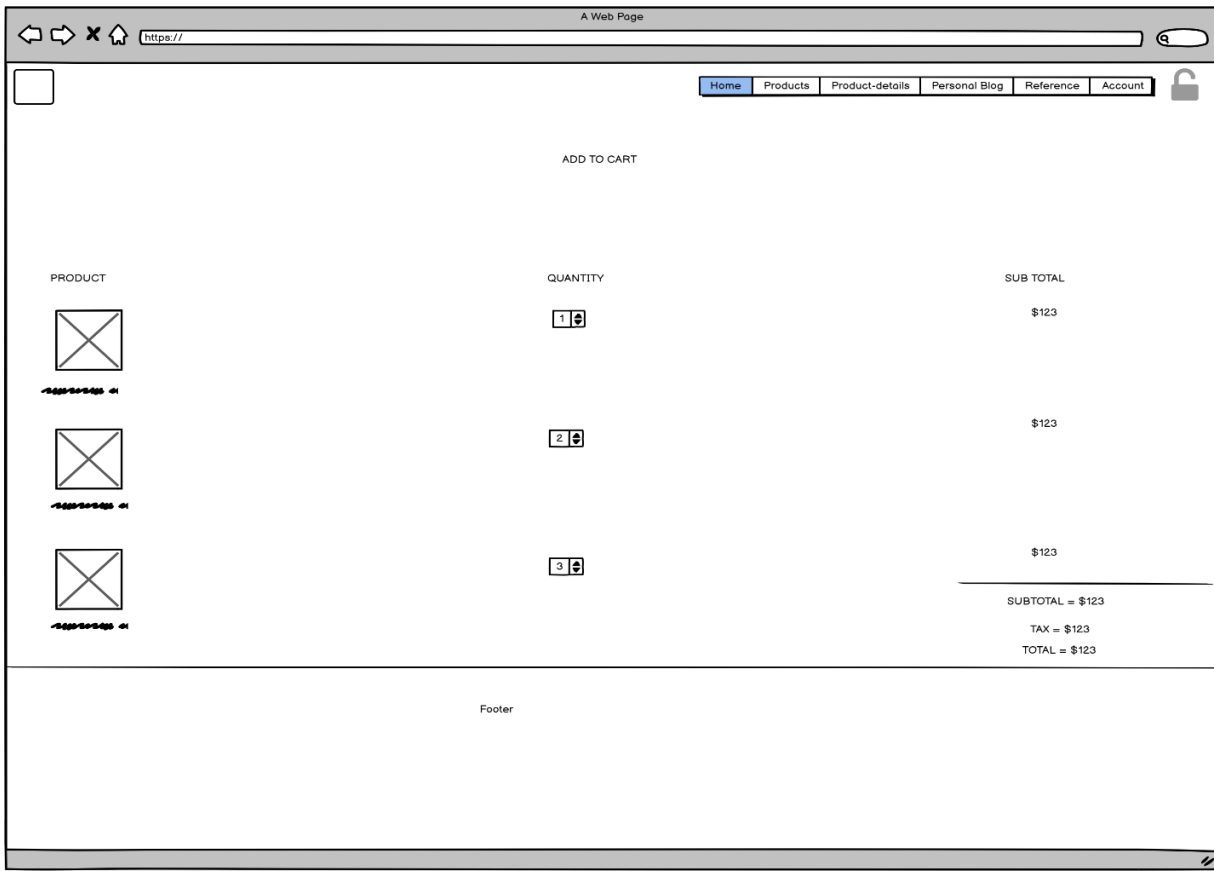 A Web Page
https://
Home Products Product-details Personal Blog Reference Account
ADD TO CART
PRODUCT QUANTITY SUB TOTAL
1 $123
2 $123
3 $123
SUBTOTAL = $123
TAX = $123
TOTAL = $123
Footer